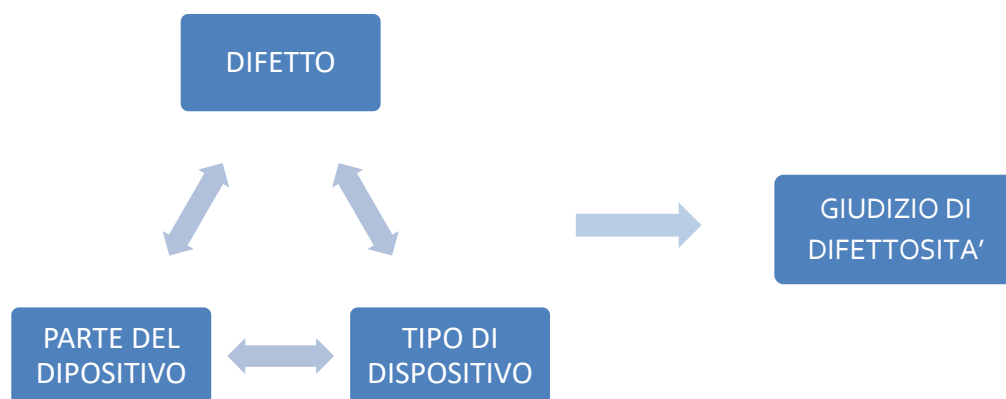 DIFETTO
GIUDIZIO DI
DIFETTOSITA’
PARTE DEL
DIPOSITIVO
TIPO DI
DISPOSITIVO